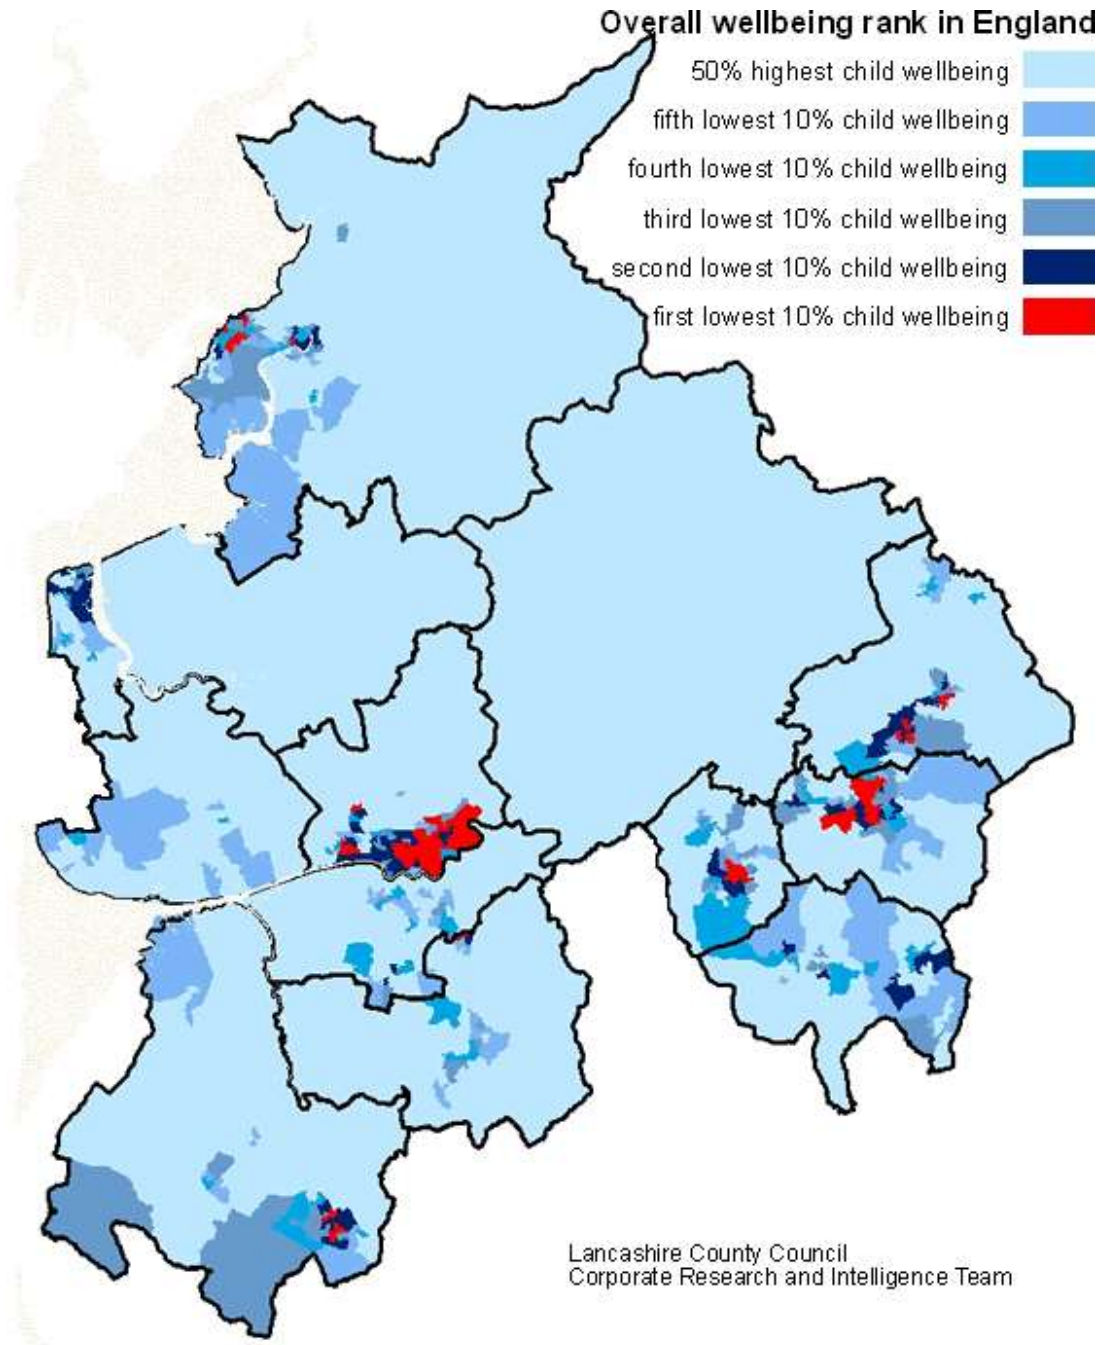 Overall wellbeing rank in England
50% highest child wellbeing
fifth lowest 10% child wellbeing
fourth lowest 10% child wellbeing
third lowest 10% child wellbeing
second lowest 10% child wellbeing
first lowest 10% child wellbeing
Lancashire County Council
Corporate Research and Intelligence Team